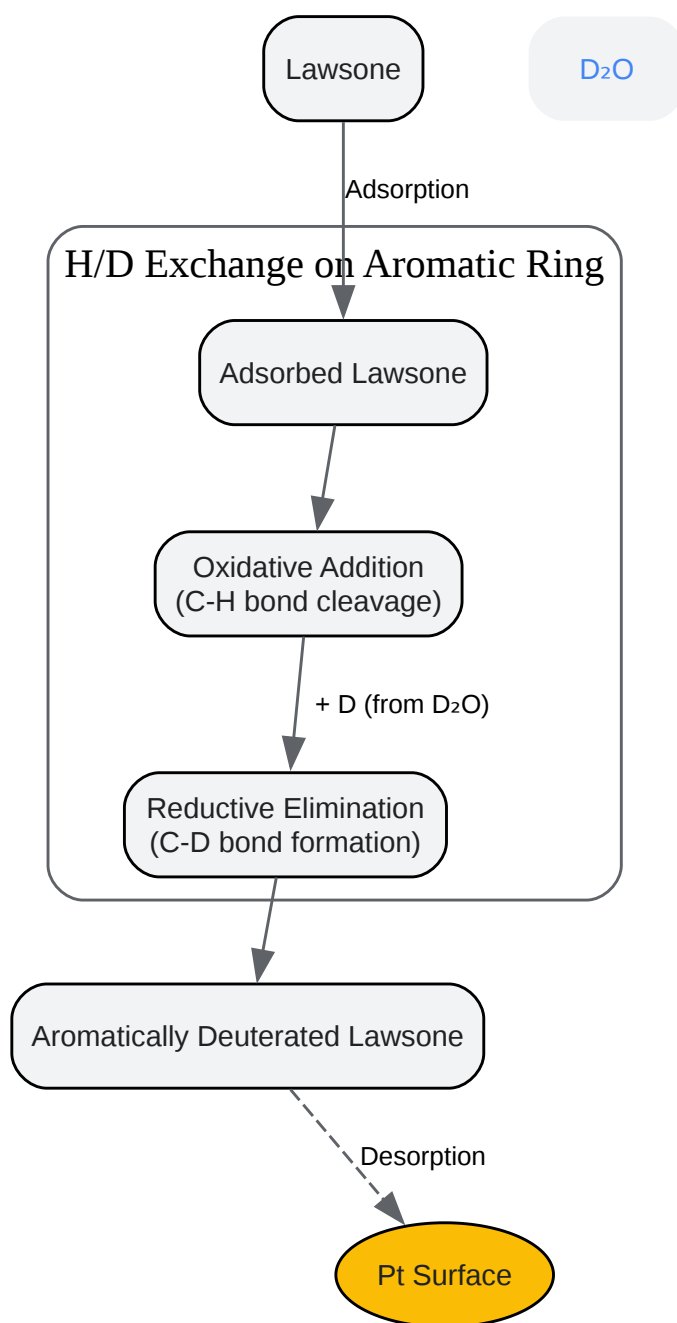 Lawsone
D₂O
Adsorption
H/D Exchange on Aromatic Ring
Adsorbed Lawsone
Oxidative Addition
(C-H bond cleavage)
+ D (from D₂O)
Reductive Elimination
(C-D bond formation)
Aromatically Deuterated Lawsone
Desorption
Pt Surface